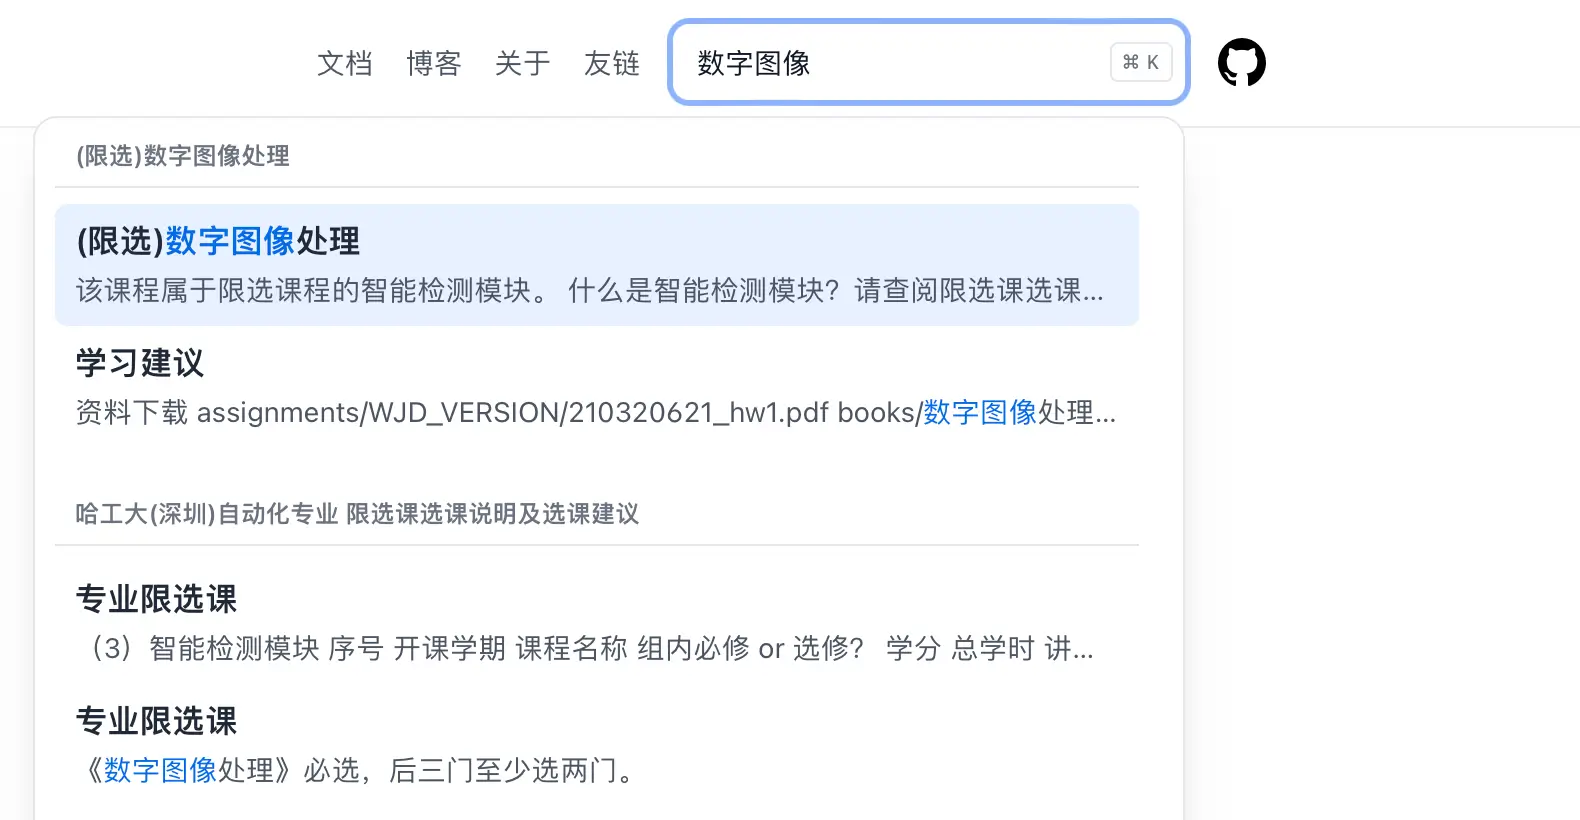 文档 博客 关于 友链 数字图像 ⌘ K
(限选)数字图像处理
(限选)数字图像处理
该课程属于限选课程的智能检测模块。 什么是智能检测模块？请查阅限选课选课...
学习建议
资料下载 assignments/WJD_VERSION/210320621_hw1.pdf books/数字图像处理...
哈工大(深圳)自动化专业 限选课选课说明及选课建议
专业限选课
（3）智能检测模块 序号 开课学期 课程名称 组内必修 or 选修？ 学分 总学时 讲...
专业限选课
《数字图像处理》必选，后三门至少选两门。